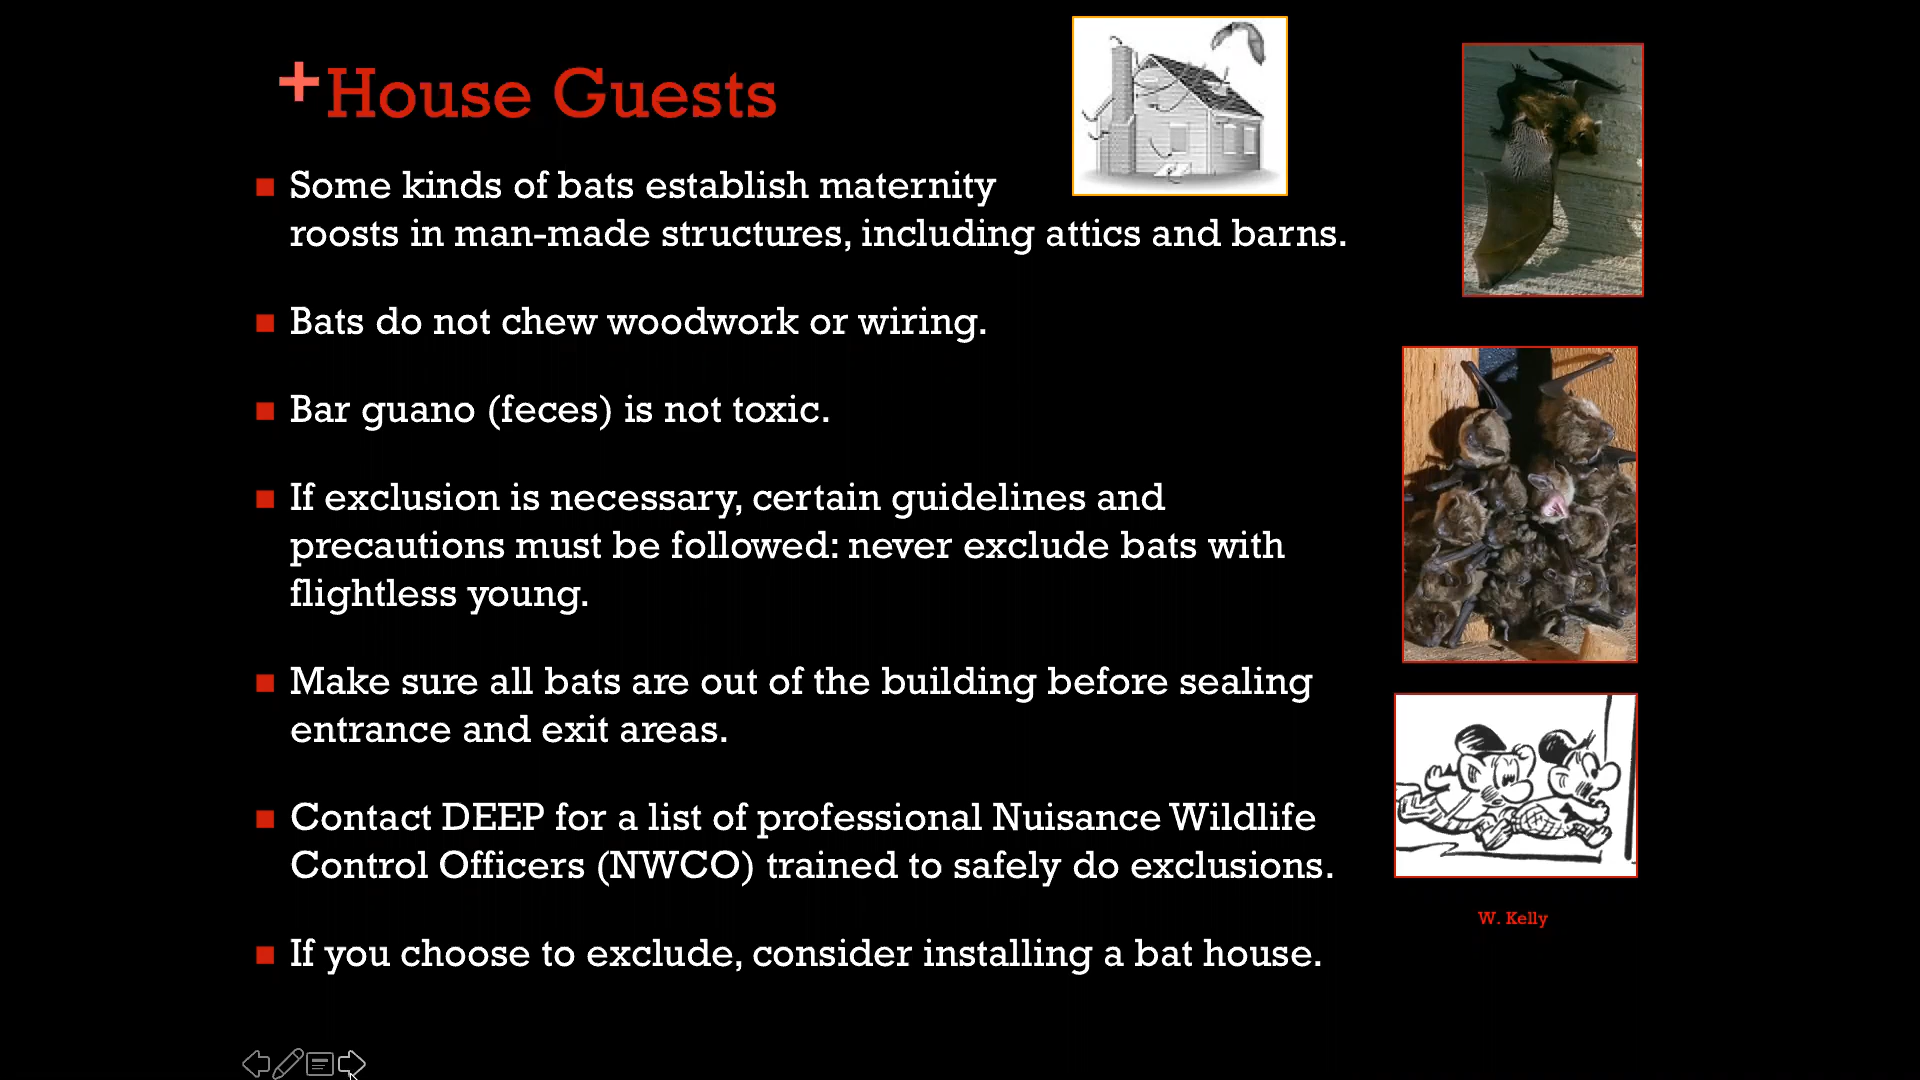 +House Guests
Some kinds of bats establish maternity
roosts in man-made structures, including attics and barns.
Bats do not chew woodwork or wiring.
Bar guano (feces) is not toxic.
If exclusion is necessary, certain guidelines and
precautions must be followed: never exclude bats with
flightless young.
Make sure all bats are out of the building before sealing
entrance and exit areas.
Contact DEEP for a list of professional Nuisance Wildlife
Control Officers (NWCO) trained to safely do exclusions.
If you choose to exclude, consider installing a bat house.
W. Kelly